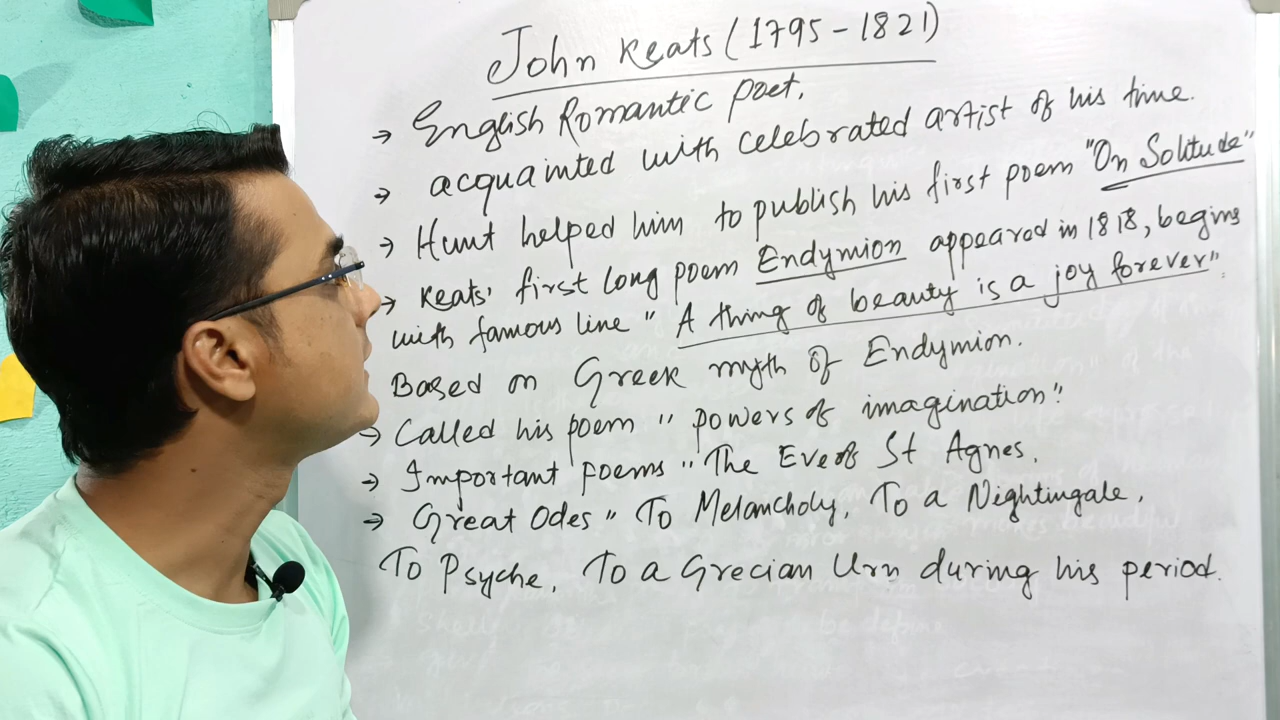 John Keats (1795-1821)
→ English Romantic Poet.
→ acquainted with celebrated artist of his time.
→ Hunt helped him to publish his first poem "On Solitude"
→ Keats' first long poem Endymion appeared in 1818, begins
with famous line "A thing of beauty is a joy forever".
Based on Greek myth of Endymion.
→ Called his poem "powers of imagination".
→ Important poems "The Eve of St Agnes.
→ Great Odes "To Melancholy, To a Nightingale,
To Psyche, To a Grecian Urn during his period.